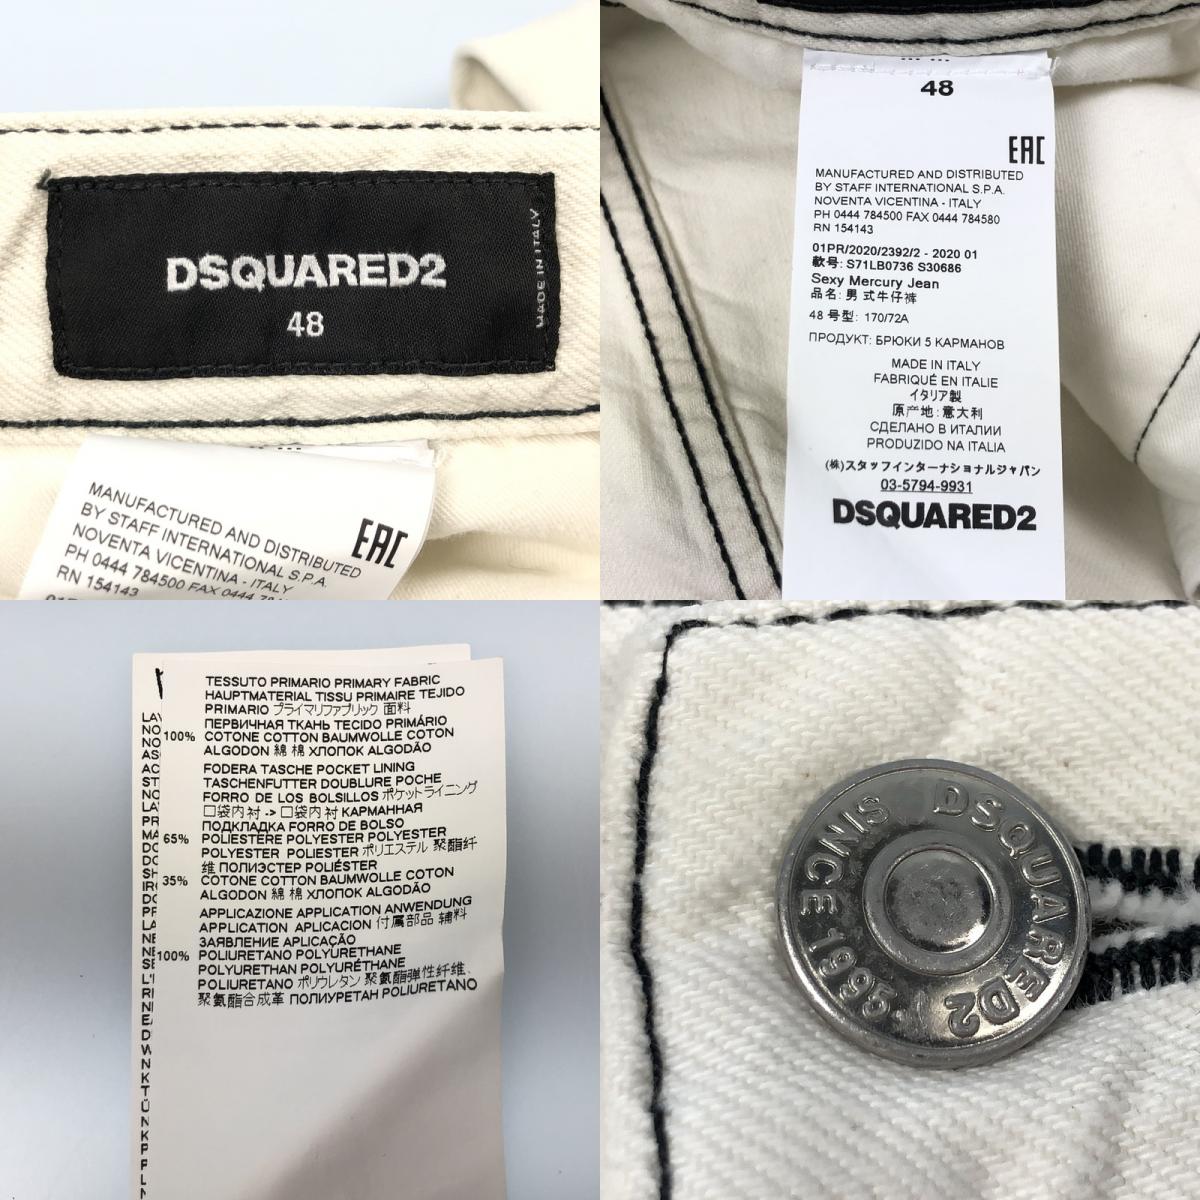 DSQUARED2
48
MADE IN ITALY
EAC
MANUFACTURED AND DISTRIBUTED
BY STAFF INTERNATIONAL S.P.A.
NOVENTA VICENTINA - ITALY
PH 0444 784500 FAX 0444
RN 154143
48
EAC
MANUFACTURED AND DISTRIBUTED
BY STAFF INTERNATIONAL S.P.A.
NOVENTA VICENTINA - ITALY
PH 0444 784500 FAX 0444 784580
RN 154143
01PR/2020/2392/2 - 2020 01
款号: S71LB0736 S30686
Sexy Mercury Jean
品名: 男 式牛仔裤
48 号型: 170/72A
ПРОДУКТ: БРЮКИ 5 КАРМАНОВ
MADE IN ITALY
FABRIQUÉ EN ITALIE
イタリア製
原产地: 意大利
СДЕЛАНО В ИТАЛИИ
PRODUZIDO NA ITALIA
(株)スタッフインターナショナルジャパン
03-5794-9931
DSQUARED2
TESSUTO PRIMARIO PRIMARY FABRIC
HAUPTMATERIAL TISSU PRIMAIRE TEJIDO
PRIMARIO プライマリファブリック 面料
ПЕРВИЧНАЯ ТКАНЬ TECIDO PRIMÁRIO
100% COTONE COTTON BAUMWOLLE COTON
ALGODON 綿 棉 ХЛОПОК ALGODÃO
FODERA TASCHE POCKET LINING
TASCHENFUTTER DOUBLURE POCHE
FORRO DE LOS BOLSILLOS ポケットライニング
口袋内衬 -> 口袋内衬 КАРМАННАЯ
ПОДКЛАДКА FORRO DE BOLSO
65% POLIESTERE POLYESTER POLYESTER
POLYESTER POLIESTER ポリエステル 聚酯纤
维 ПОЛИЭСТЕР POLIÉSTER
35% COTONE COTTON BAUMWOLLE COTON
ALGODON 綿 棉 ХЛОПОК ALGODÃO
APPLICAZIONE APPLICATION ANWENDUNG
APPLICATION APLICACION 付属部品 辅料
ЗАЯВЛЕНИЕ APLICAÇÃO
100% POLIURETANO POLYURETHANE
POLYURETHAN POLYURÉTHANE
POLIURETANO ポリウレタン 聚氨酯弹性纤维、
聚氨酯合成革 ПОЛИУРЕТАН POLIURETANO
DSQUARED2
SINCE 1995